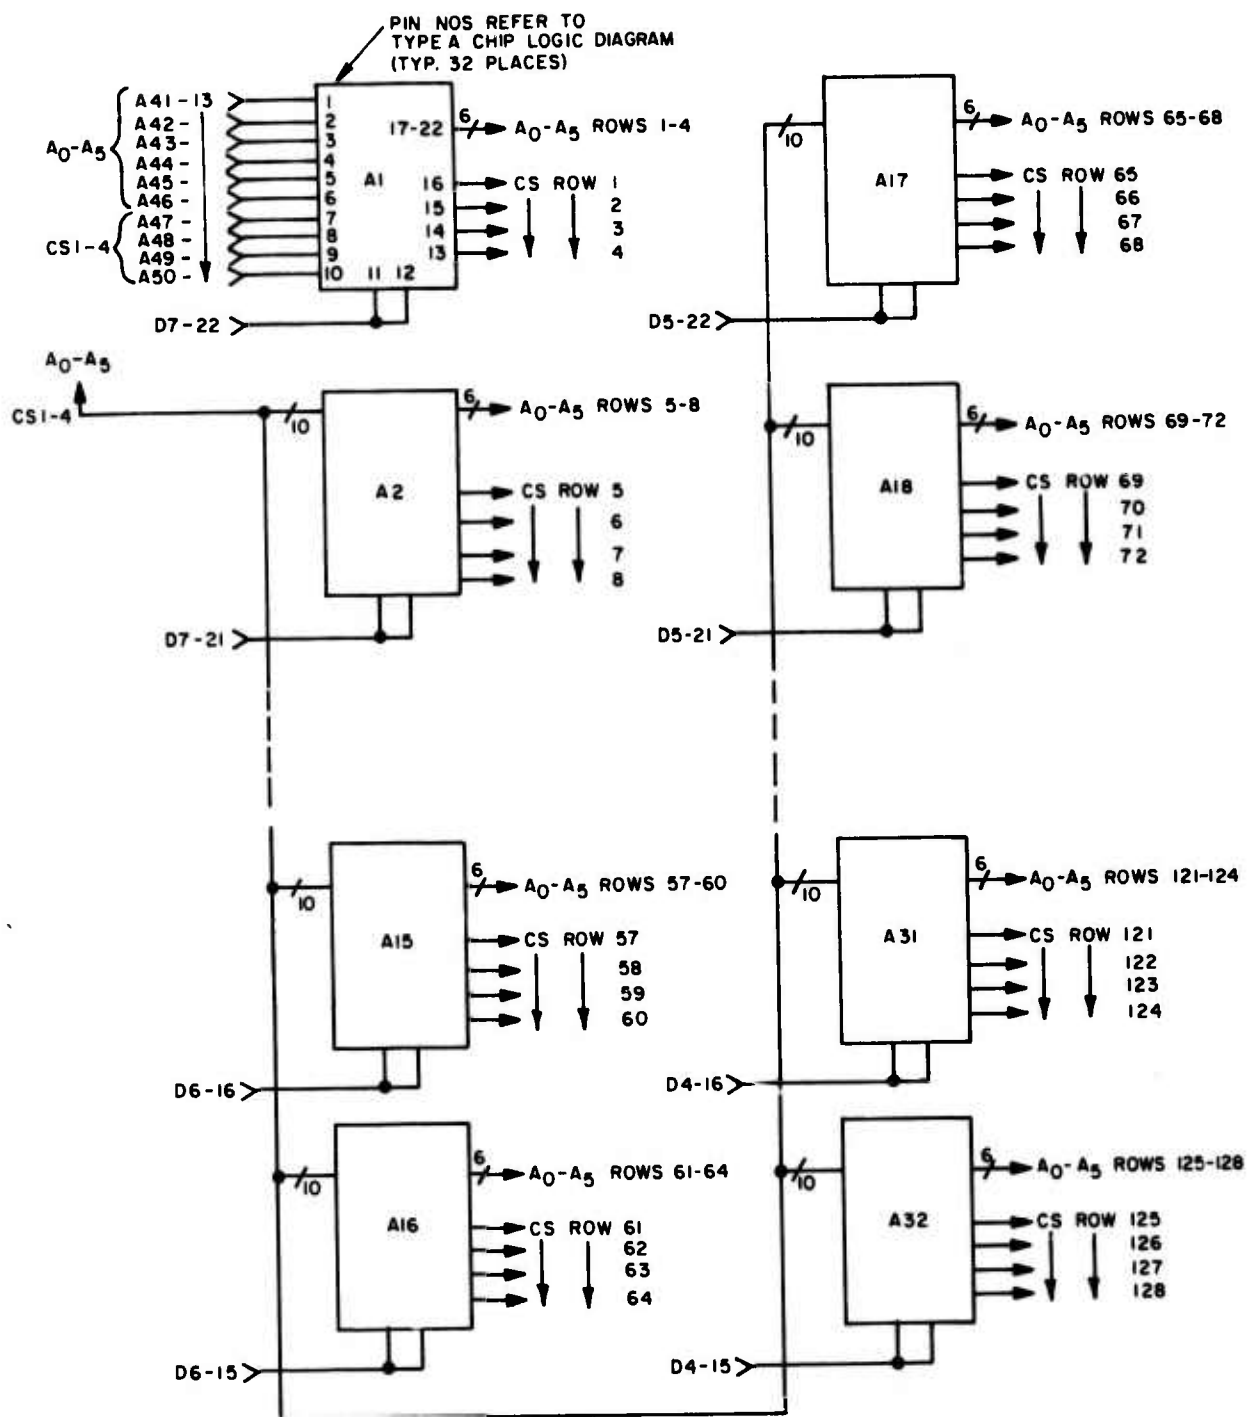 PIN NOS REFER TO
TYPE A CHIP LOGIC DIAGRAM
(TYP. 32 PLACES)
A0-A5
A41-13
A42-
A43-
A44-
A45-
A46-
CS1-4
A47-
A48-
A49-
A50-
1
2
3
4
5
6
7
8
9
10
11 12
17-22
A1
16
15
14
13
6
A0-A5 ROWS 1-4
CS ROW 1
2
3
4
D7-22
A0-A5
CS1-4
10
A2
6
A0-A5 ROWS 5-8
CS ROW 5
6
7
8
D7-21
10
A15
6
A0-A5 ROWS 57-60
CS ROW 57
58
59
60
D6-16
10
A16
6
A0-A5 ROWS 61-64
CS ROW 61
62
63
64
D6-15
10
A17
6
A0-A5 ROWS 65-68
CS ROW 65
66
67
68
D5-22
10
A18
6
A0-A5 ROWS 69-72
CS ROW 69
70
71
72
D5-21
10
A31
6
A0-A5 ROWS 121-124
CS ROW 121
122
123
124
D4-16
10
A32
6
A0-A5 ROWS 125-128
CS ROW 125
126
127
128
D4-15